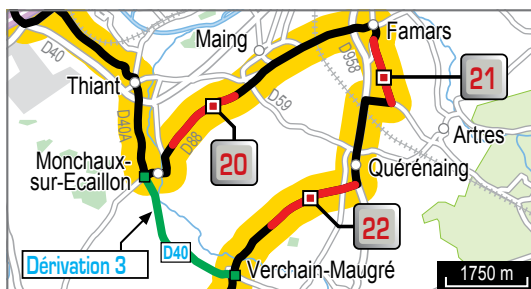 D40
Maing
Famars
D958
21
Thiant
D59
D40A
D88
20
Artres
Monchaux-
sur-Ecaillon
Quérénaing
22
Dérivation 3
D40
Verchain-Maugré
1750 m